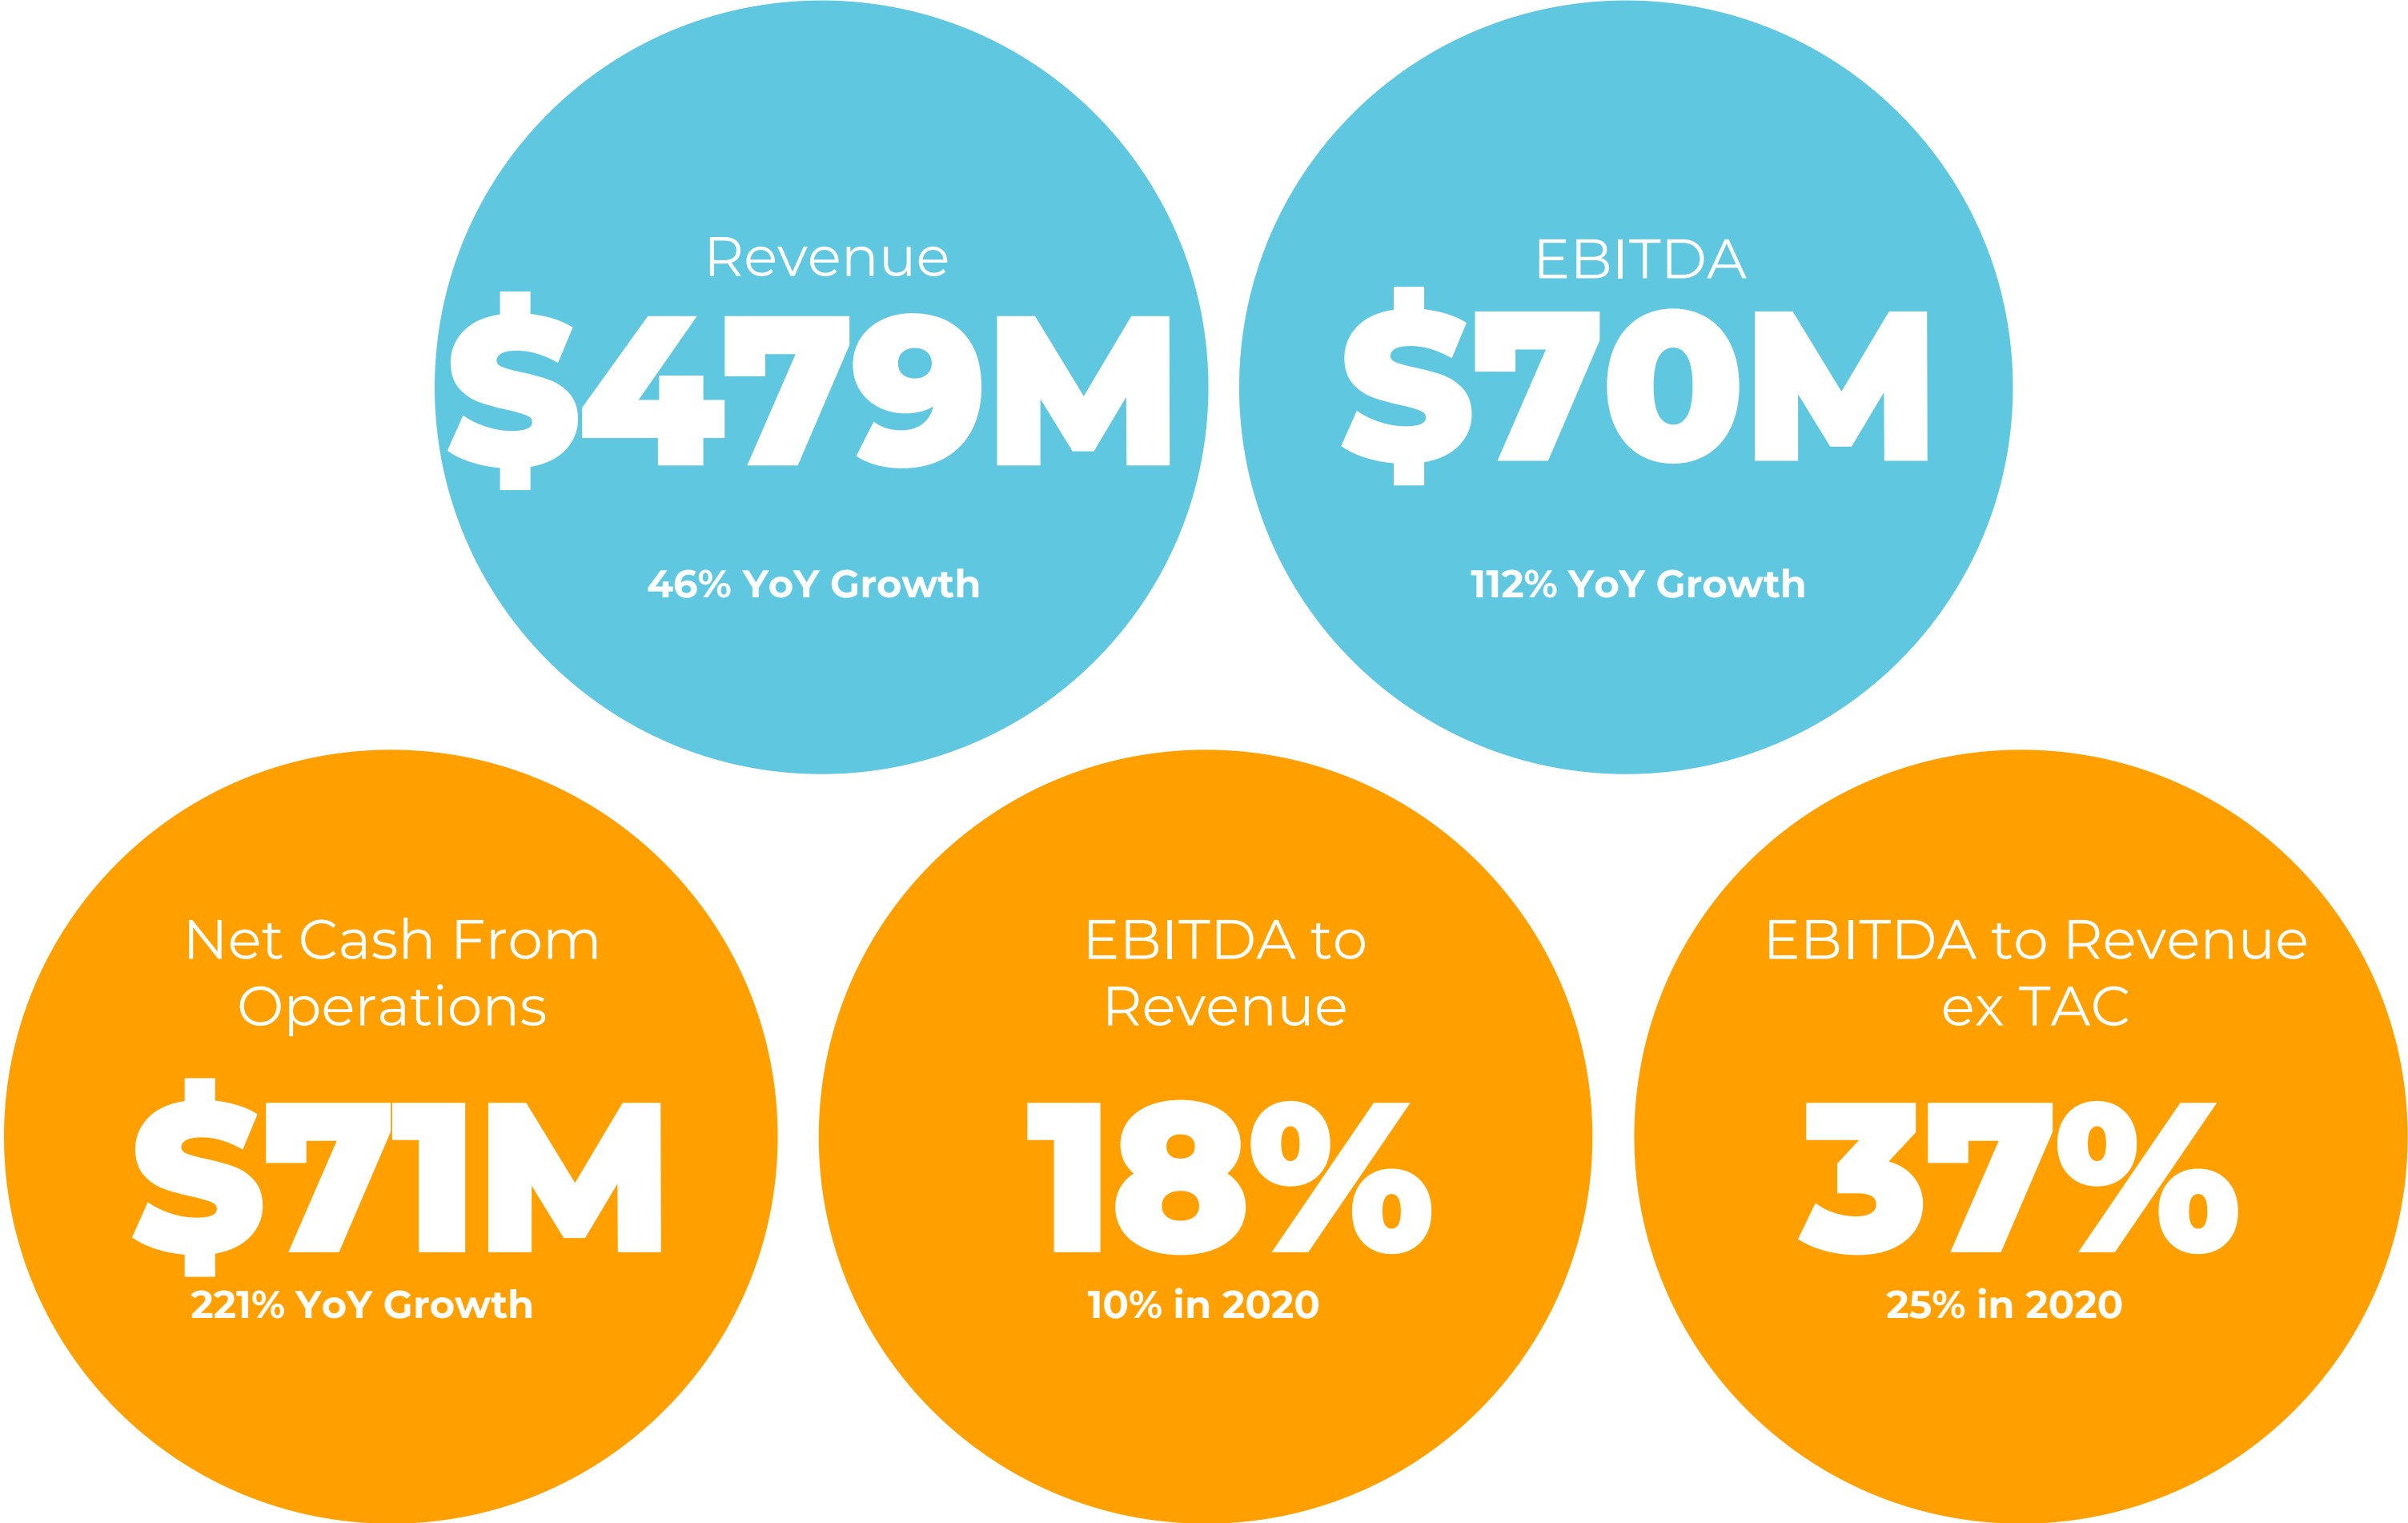 Revenue
$479M
46% YoY Growth
EBITDA
$70M
112% YoY Growth
Net Cash From
Operations
$71M
221% YoY Growth
EBITDA to
Revenue
18%
10% in 2020
EBITDA to Revenue
ex TAC
37%
25% in 2020